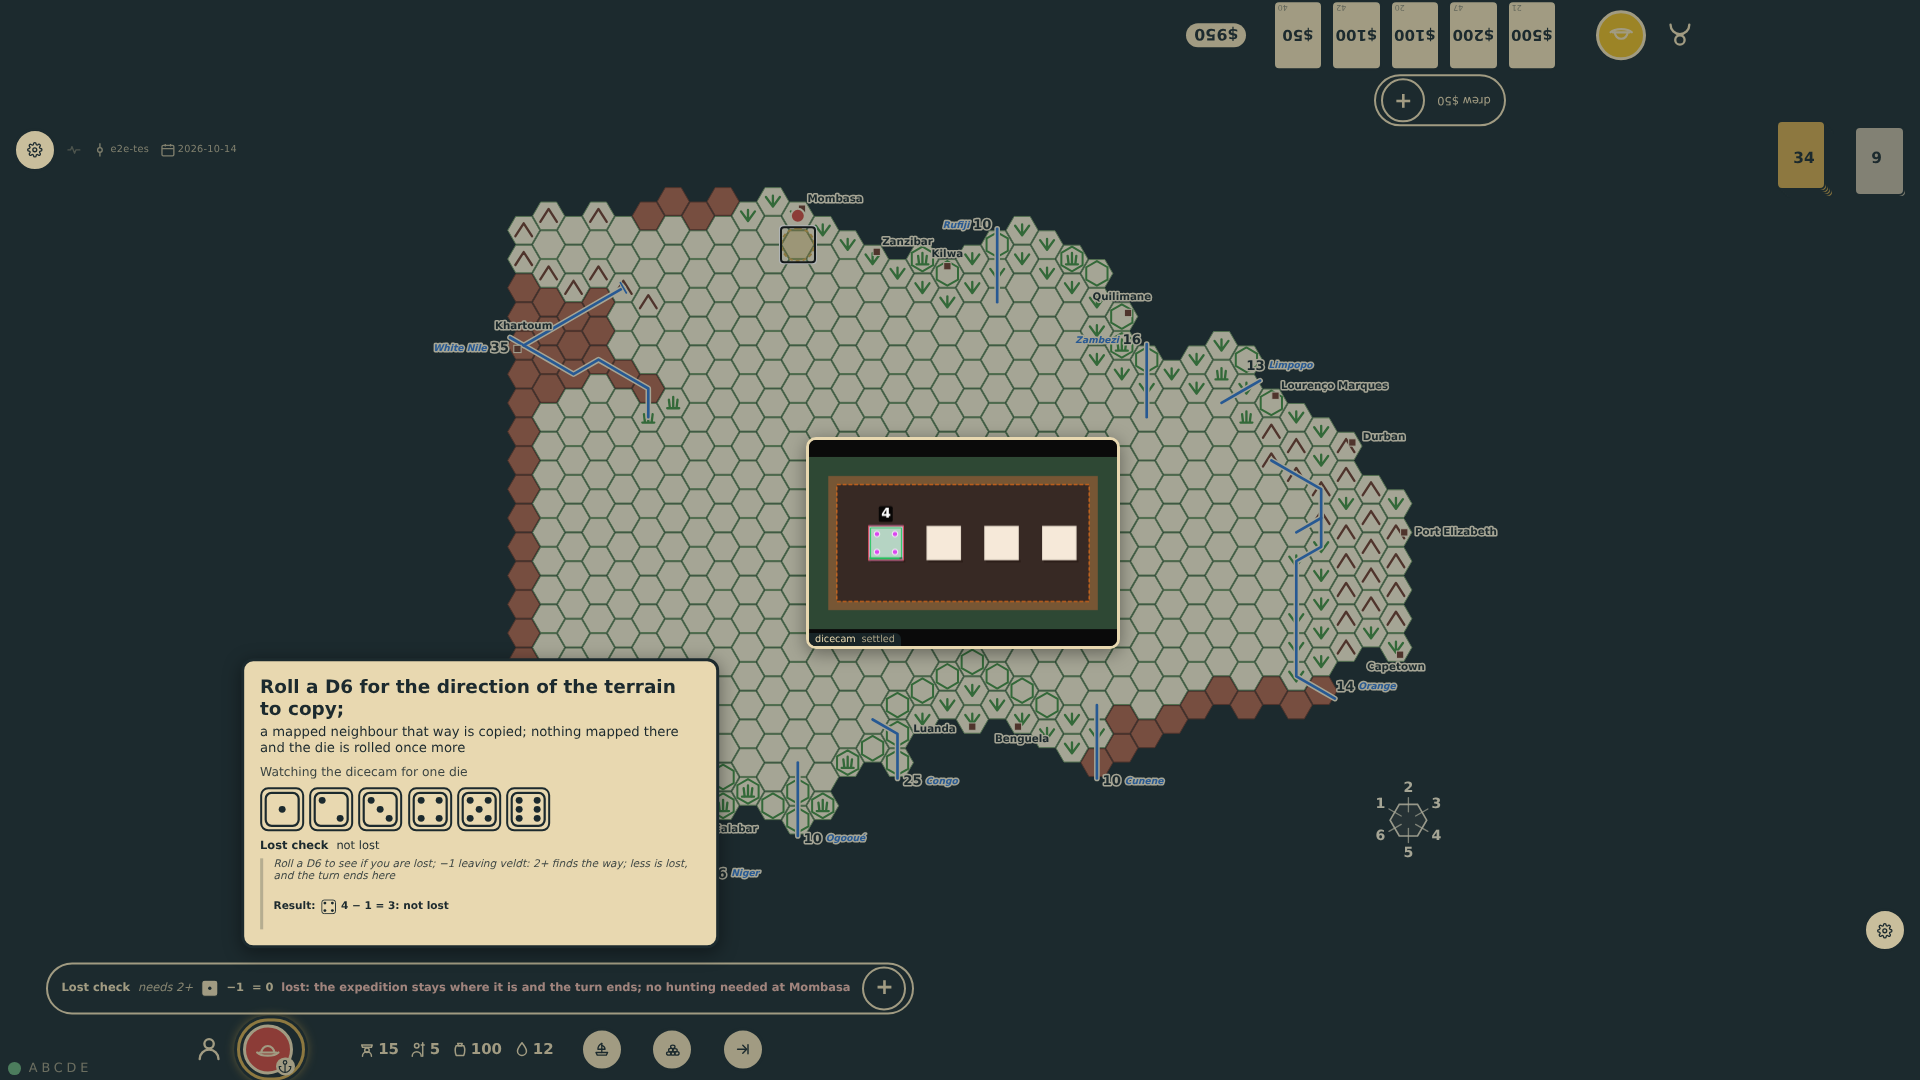 $950
$50
40
$100
42
$100
20
$200
47
$500
21
drew $50
e2e-tes
2026-10-14
34
9
Mombasa
Rufiji 10
Zanzibar
Kilwa
Quilimane
Khartoum
White Nile 35
Zambezi 16
13 Limpopo
Lourenço Marques
Durban
Port Elizabeth
4
dicecam settled
Capetown
14 Orange
Roll a D6 for the direction of the terrain
to copy;
a mapped neighbour that way is copied; nothing mapped there
and the die is rolled once more
Watching the dicecam for one die
Lost check not lost
Roll a D6 to see if you are lost; −1 leaving veldt: 2+ finds the way; less is lost,
and the turn ends here
Result: 4 − 1 = 3: not lost
Luanda
Benguela
25 Congo
10 Cunene
alabar
10 Ogooué
6 Niger
2
1 3
6 4
5
Lost check needs 2+ −1 = 0 lost: the expedition stays where it is and the turn ends; no hunting needed at Mombasa
15 5 100 12
A B C D E